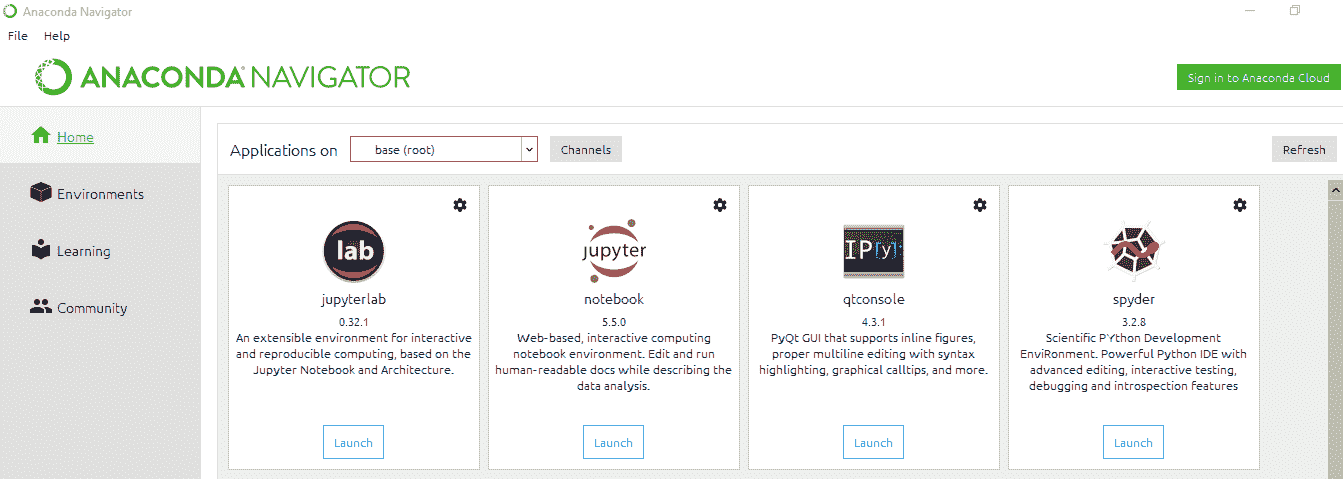 Anaconda Navigator
File Help
ANACONDA NAVIGATOR
Sign in to Anaconda Cloud
Home
Environments
Learning
Community
Applications on base (root) Channels Refresh
lab
jupyterlab
0.32.1
An extensible environment for interactive
and reproducible computing, based on the
Jupyter Notebook and Architecture.
Launch
jupyter
notebook
5.5.0
Web-based, interactive computing
notebook environment. Edit and run
human-readable docs while describing the
data analysis.
Launch
IP[y]
qtconsole
4.3.1
PyQt GUI that supports inline figures,
proper multiline editing with syntax
highlighting, graphical calltips, and more.
Launch
spyder
3.2.8
Scientific PYthon Development
EnviRonment. Powerful Python IDE with
advanced editing, interactive testing,
debugging and introspection features
Launch